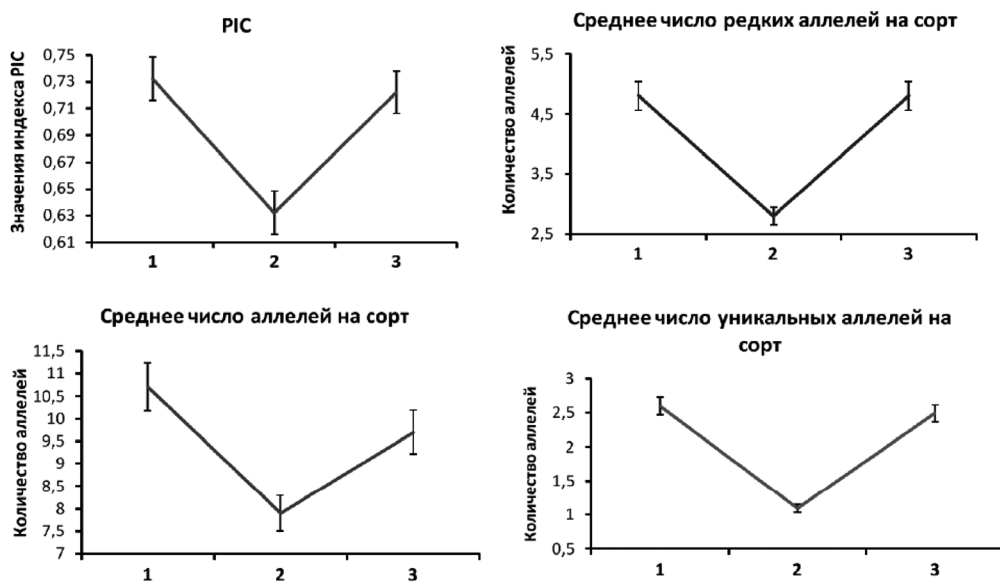 PIC
Значения индекса PIC
0,75
0,73
0,71
0,69
0,67
0,65
0,63
0,61
1 2 3
Среднее число редких аллелей на сорт
Количество аллелей
5,5
4,5
3,5
2,5
1 2 3
Среднее число аллелей на сорт
Количество аллелей
11,5
11
10,5
10
9,5
9
8,5
8
7,5
7
1 2 3
Среднее число уникальных аллелей на
сорт
Количество аллелей
3
2,5
2
1,5
1
0,5
1 2 3